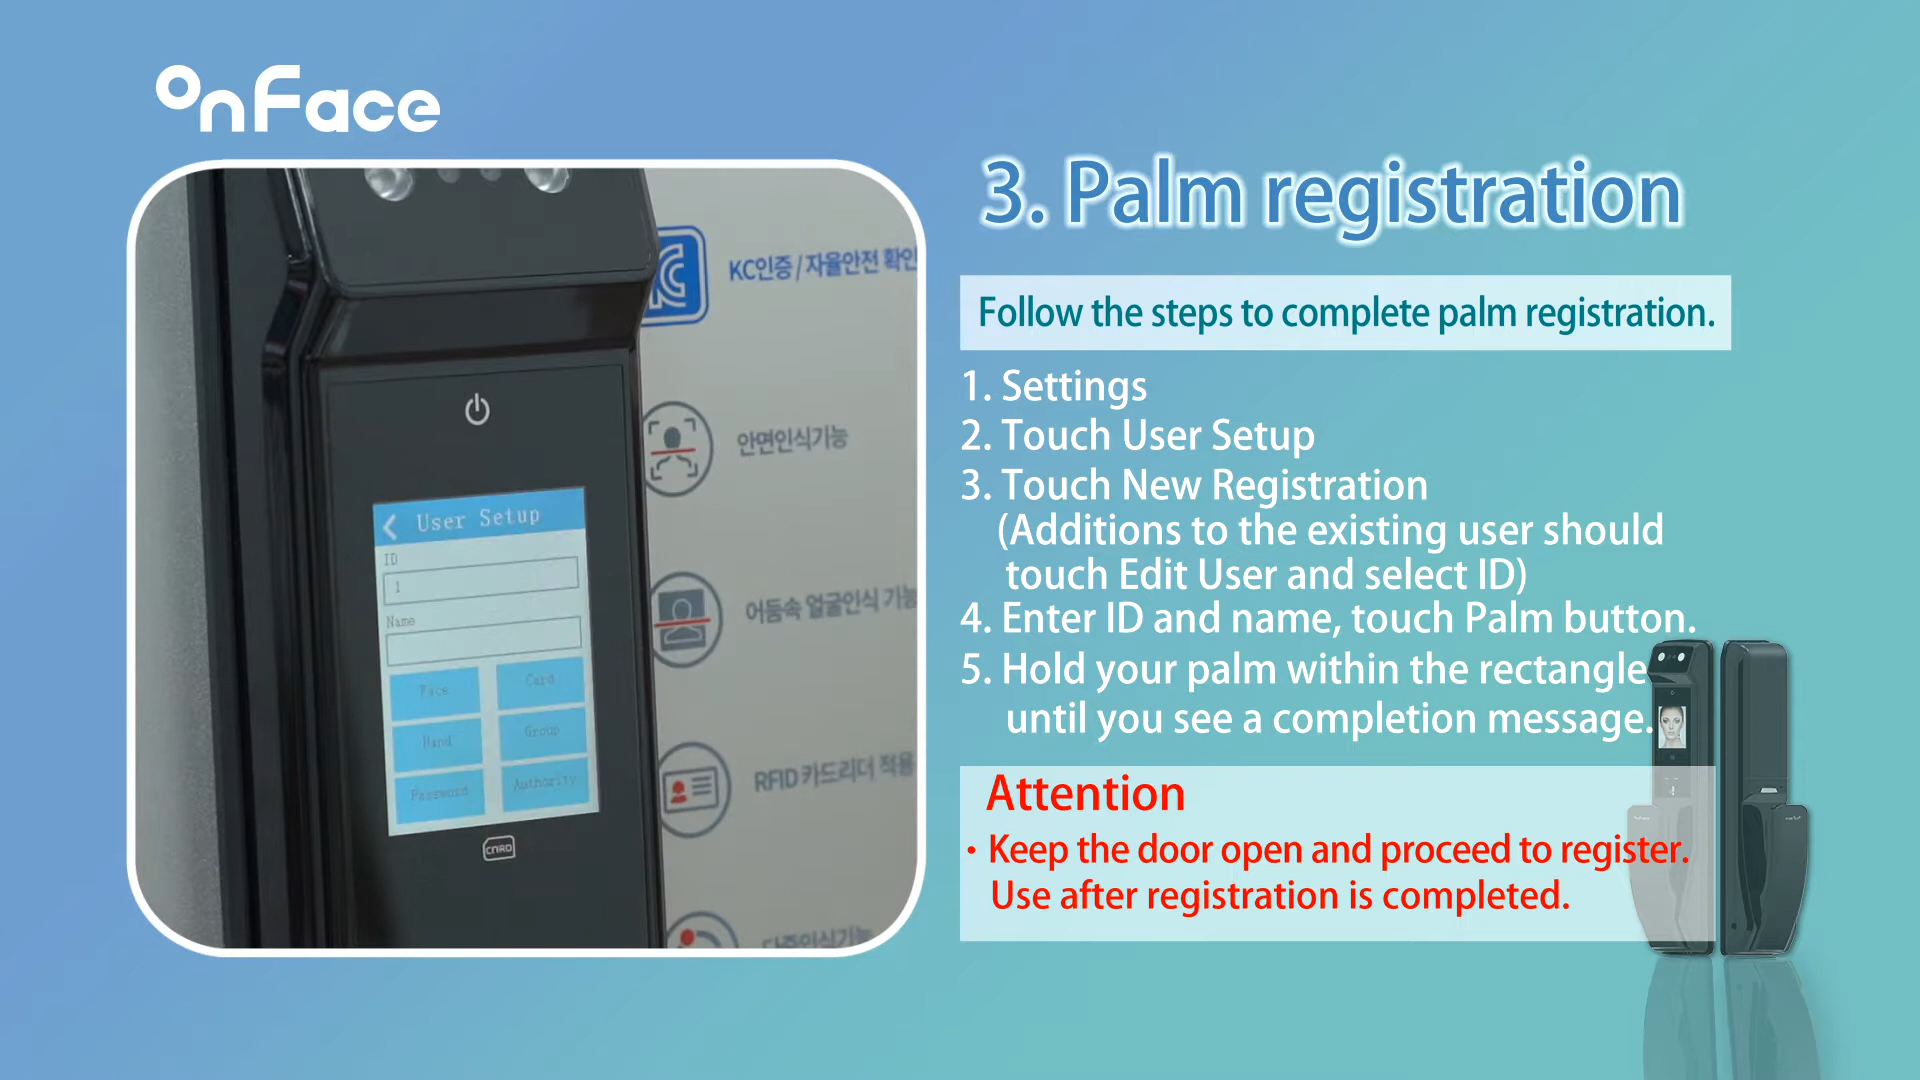 onFace
3. Palm registration
Follow the steps to complete palm registration.
1. Settings
2. Touch User Setup
3. Touch New Registration
(Additions to the existing user should
touch Edit User and select ID)
4. Enter ID and name, touch Palm button.
5. Hold your palm within the rectangle
until you see a completion message.
Attention
· Keep the door open and proceed to register.
Use after registration is completed.
KC인증 / 자율안전 확인
안면인식기능
어둠속 얼굴인식 기능
RFID 카드리더 적용
User Setup
ID
1
Name
Face
Card
Hand
Group
Password
Authority